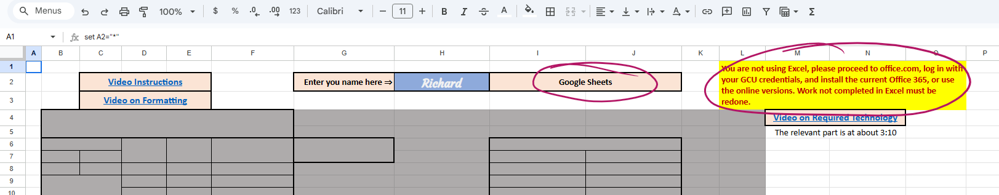 Menus 100% $ % .0 .00 123 Calibri 11 B I S A
A1 fx set A2="*"
A B C D E F G H I J K L M N O P
1
You are not using Excel, please proceed to office.com, log in with
your GCU credentials, and install the current Office 365, or use
the online versions. Work not completed in Excel must be
redone.
2 Video Instructions Enter you name here ⇒ Richard Google Sheets
3 Video on Formatting
4 Video on Required Technology
5 The relevant part is at about 3:10
6
7
8
9
10